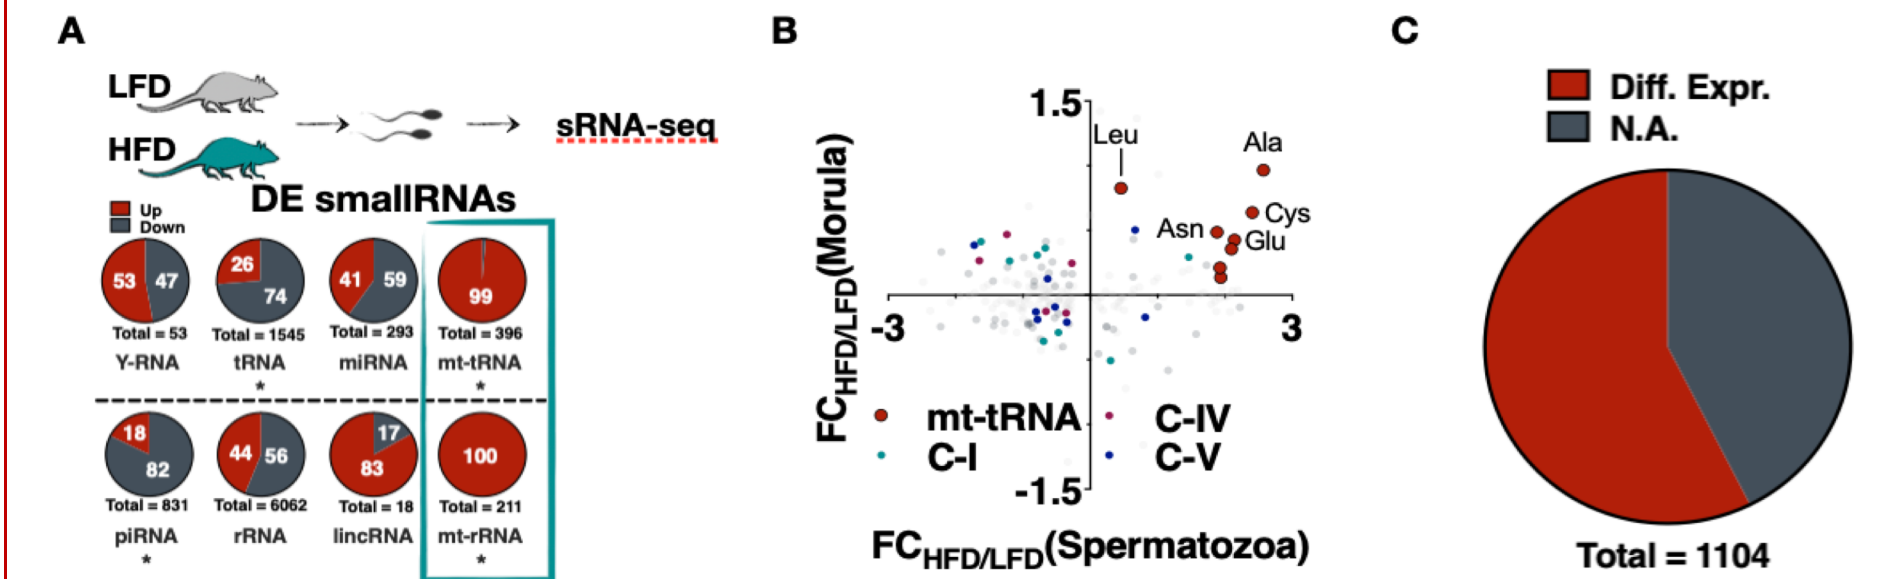 A
LFD
HFD
sRNA-seq
DE smallRNAs
Up
Down
53
47
26
74
41
59
99
Total = 53
Total = 1545
Total = 293
Total = 396
Y-RNA
tRNA
miRNA
mt-tRNA
*
*
18
82
44
56
17
83
100
Total = 831
Total = 6062
Total = 18
Total = 211
piRNA
rRNA
lincRNA
mt-rRNA
*
*
B
1.5
Leu
Ala
Cys
Asn
Glu
-3
3
FCHFD/LFD(Morula)
mt-tRNA
C-IV
C-I
C-V
-1.5
FCHFD/LFD(Spermatozoa)
C
Diff. Expr.
N.A.
Total = 1104